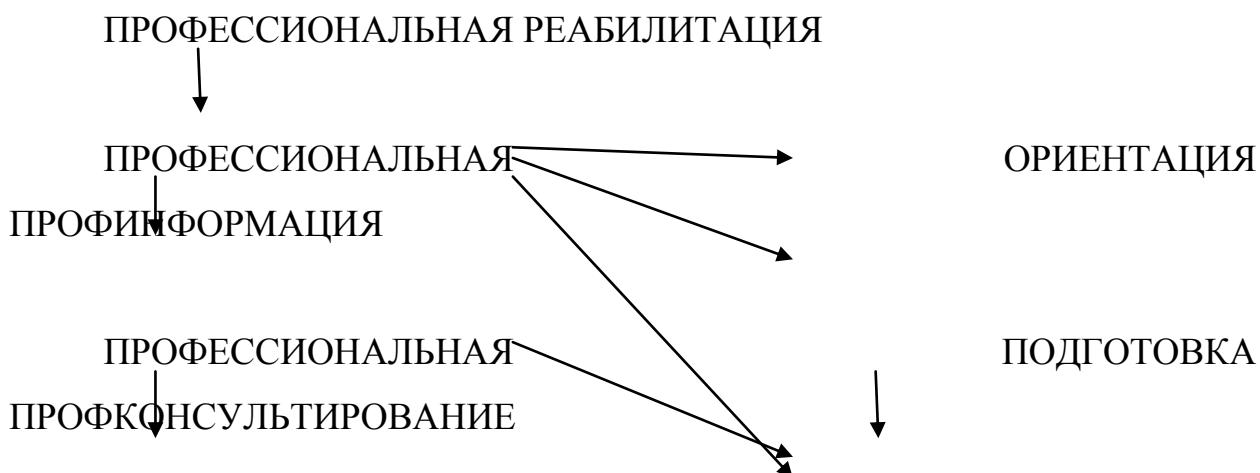 ПРОФЕССИОНАЛЬНАЯ РЕАБИЛИТАЦИЯ
ПРОФЕССИОНАЛЬНАЯ ОРИЕНТАЦИЯ
ПРОФИНФОРМАЦИЯ
ПРОФЕССИОНАЛЬНАЯ ПОДГОТОВКА
ПРОФКОНСУЛЬТИРОВАНИЕ